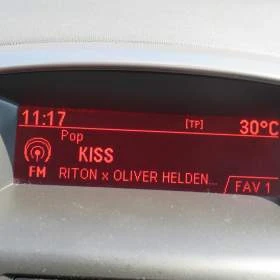 11:17 [TP] 30°C
Pop
KISS
FM RITON x OLIVER HELDEN...
FAV 1